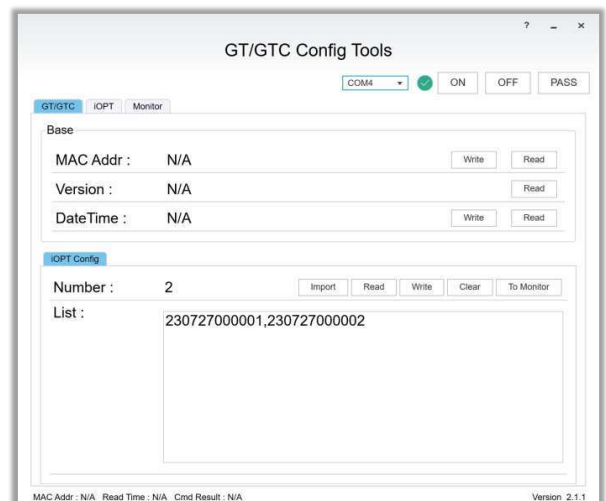 ? – ×
GT/GTC Config Tools
COM4 ON OFF PASS
GT/GTC iOPT Monitor
Base
MAC Addr : N/A Write Read
Version : N/A Read
DateTime : N/A Write Read
iOPT Config
Number : 2 Import Read Write Clear To Monitor
List : 230727000001,230727000002
MAC Addr : N/A Read Time : N/A Cmd Result : N/A Version 2.1.1